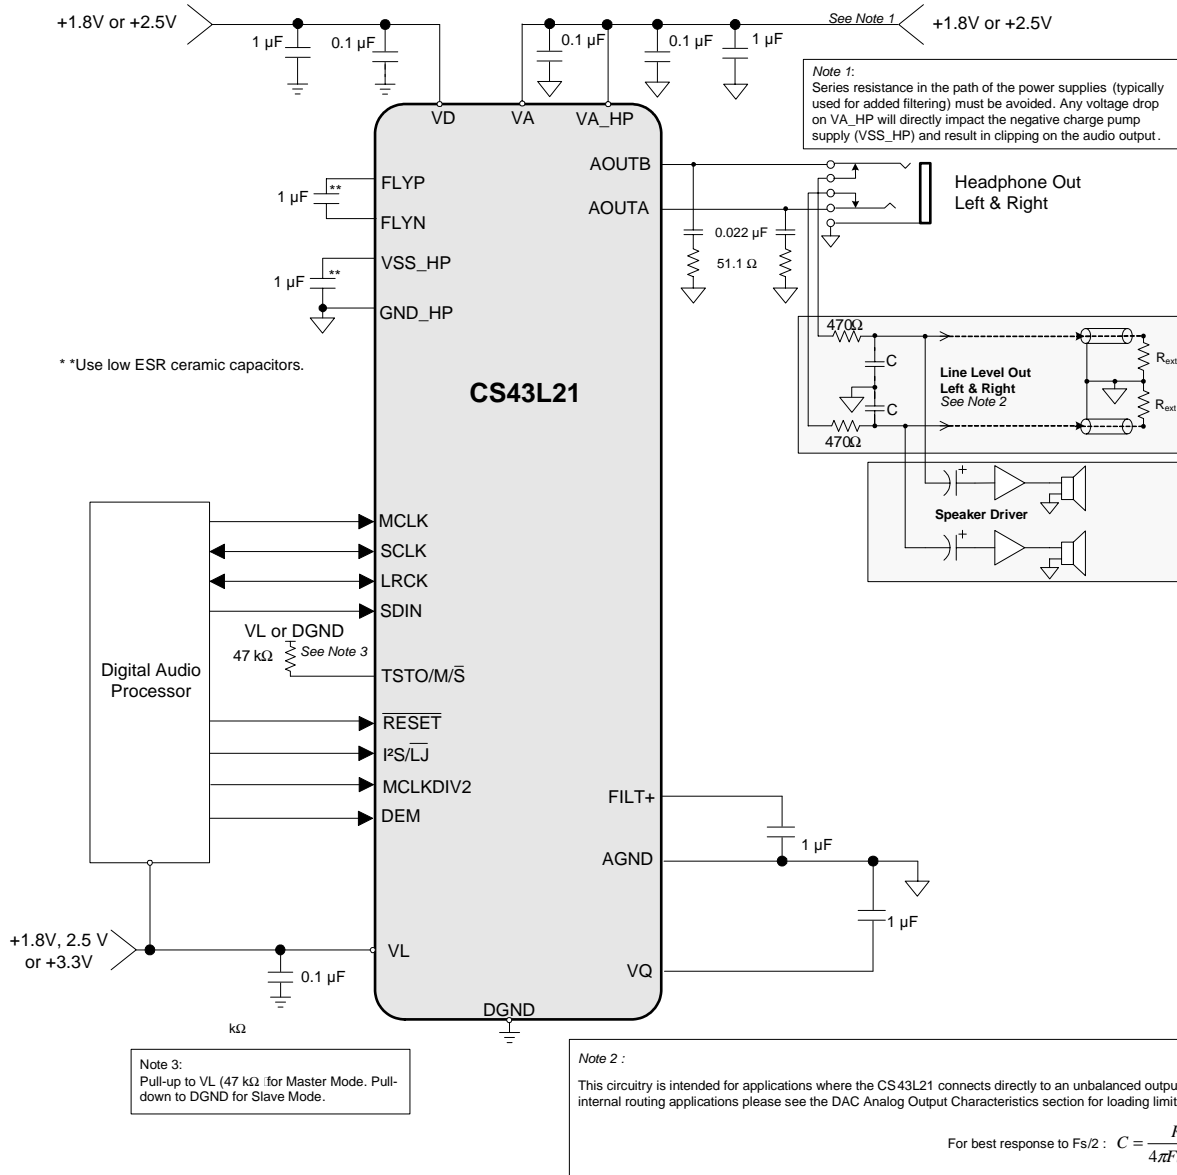 +1.8V or +2.5V
1 µF
0.1 µF
0.1 µF
0.1 µF
1 µF
See Note 1
+1.8V or +2.5V
Note 1:
Series resistance in the path of the power supplies (typically
used for added filtering) must be avoided. Any voltage drop
on VA_HP will directly impact the negative charge pump
supply (VSS_HP) and result in clipping on the audio output.
VD
VA
VA_HP
AOUTB
AOUTA
Headphone Out
Left & Right
FLYP
1 µF
**
FLYN
VSS_HP
1 µF
**
GND_HP
0.022 µF
51.1 Ω
* *Use low ESR ceramic capacitors.
CS43L21
470Ω
C
C
470Ω
Line Level Out
Left & Right
See Note 2
Rext
Rext
Speaker Driver
Digital Audio
Processor
MCLK
SCLK
LRCK
SDIN
VL or DGND
47 kΩ
See Note 3
TSTO/M/S̅
R̅E̅S̅E̅T̅
I²S/L̅J̅
MCLKDIV2
DEM
FILT+
1 µF
AGND
1 µF
VQ
+1.8V, 2.5 V
or +3.3V
VL
0.1 µF
DGND
kΩ
Note 3:
Pull-up to VL (47 kΩ for Master Mode. Pull-
down to DGND for Slave Mode.
Note 2 :
This circuitry is intended for applications where the CS43L21 connects directly to an unbalanced
internal routing applications please see the DAC Analog Output Characteristics section for loading
For best response to Fs/2 : C =
4πF